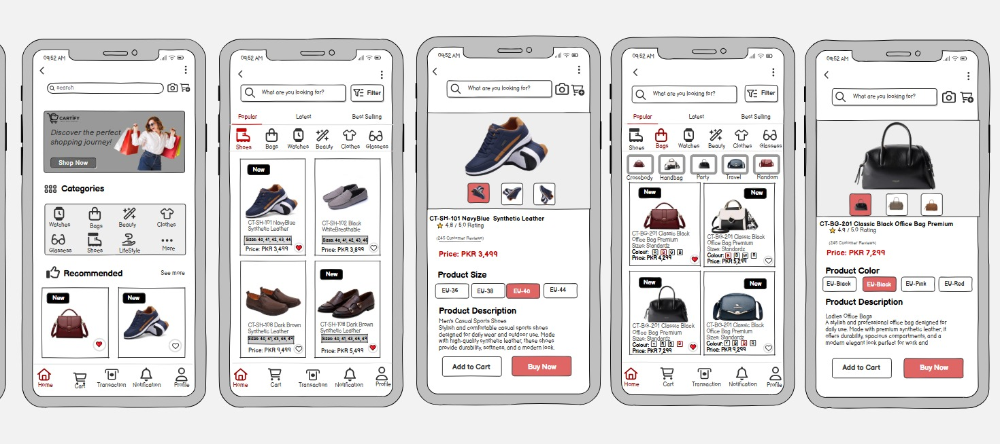 09:52 AM
search
CARTIFY
Discover the perfect
shopping journey!
Shop Now
Categories
Watches
Bags
Beauty
Clothes
Glassess
Shoes
LifeStyle
More
Recommended
See more
New
New
Home
Cart
Transaction
Notification
Profile
09:52 AM
What are you looking for?
Filter
Popular
Latest
Best Selling
Shoes
Bags
Watches
Beauty
Clothes
Glassess
New
CT-SH-101 NavyBlue
Synthetic Leather
Sizes: 40, 41, 42, 43, 44
Price: PKR 3,499
CT-SH-102 Black
WhiteBreathable
Sizes: 40, 41, 42, 43, 46
Price: PKR 3,899
CT-SH-108 Dark Brown
Synthetic Leather
Sizes: 40, 41, 43, 46, 49
Price: PKR 9,499
New
CT-SH-108 Dark Brown
Synthetic Leather
Sizes: 40, 41, 43, 46, 49
Price: PKR 5,499
Home
Cart
Transaction
Notification
Profile
09:52 AM
What are you looking for?
CT-SH-101 NavyBlue Synthetic Leather
4.8 / 5.0 Rating
(245 Customer Reviews)
Price: PKR 3,499
Product Size
EU-36
EU-38
EU-40
EU-44
Product Description
Men's Casual Sports Shoes
Stylish and comfortable casual sports shoes
designed for daily wear and outdoor use. Made
with high-quality synthetic leather, these shoes
provide durability, softness, and a modern look.
Add to Cart
Buy Now
09:52 AM
What are you looking for?
Filter
Popular
Latest
Best Selling
Shoes
Bags
Watches
Beauty
Clothes
Glassess
Crossbody
Handbag
Party
Travel
Random
New
CT-BG-201 Classic Black
Office Bag Premium
Sizes: Standardz
Colour: R B G B
Price: PKR 4,299
New
CT-BG-201 Classic Black
Office Bag Premium
Sizes: Standardz
Colour: B B W R
Price: PKR 5,299
New
CT-BG-201 Classic Black
Office Bag Premium
Sizes: Standardz
Colour: Y R B B
Price: PKR 7,299
New
CT-BG-201 Classic Black
Office Bag Premium
Sizes: Standardz
Colour: Y B B R
Price: PKR 9,299
Home
Cart
Transaction
Notification
Profile
09:52 AM
What are you looking for?
CT-BG-201 Classic Black Office Bag Premium
4.9 / 5.0 Rating
(245 Customer Reviews)
Price: PKR 7,299
Product Color
EU-Black
EU-Black
EU-Pink
EU-Red
Product Description
Ladies Office Bags
A stylish and professional office bag designed for
daily use. Made with premium synthetic leather, it
offers durability, spacious compartments, and a
modern elegant look perfect for work and
Add to Cart
Buy Now